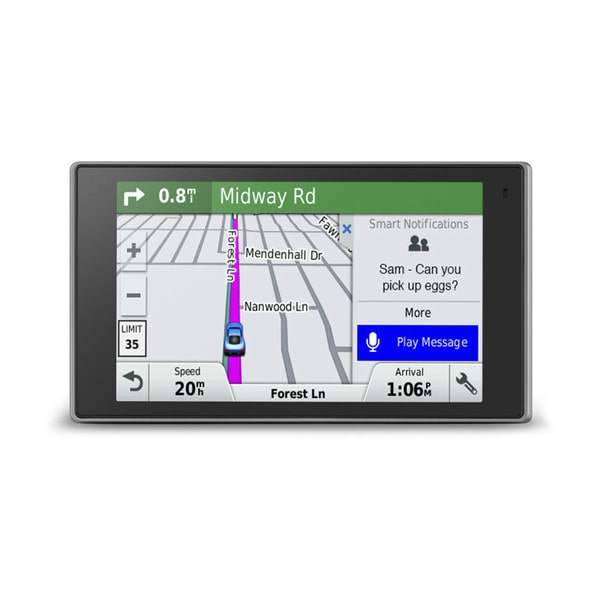 0.8 mi
Midway Rd
Fawn
Smart Notifications
Forest Ln
Mendenhall Dr
Sam - Can you
pick up eggs?
Nanwood Ln
More
LIMIT
35
Play Message
Speed
20 mh
Forest Ln
Arrival
1:06 PM